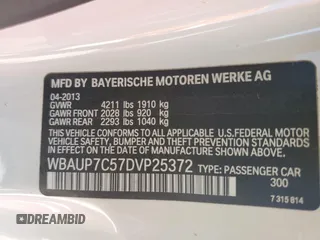 MFD BY BAYERISCHE MOTOREN WERKE AG
04-2013
GVWR 4211 lbs 1910 kg
GAWR FRONT 2028 lbs 920 kg
GAWR REAR 2293 lbs 1040 kg
THIS VEHICLE CONFORMS TO ALL APPLICABLE
U.S. FEDERAL MOTOR VEHICLE SAFETY, BUMPER,
AND THEFT PREVENTION STANDARDS IN EFFECT ON
THE DATE OF MANUFACTURE SHOWN ABOVE.
WBAUP7C57DVP25372 TYPE: PASSENGER CAR
300
7 315 814
DREAMBID